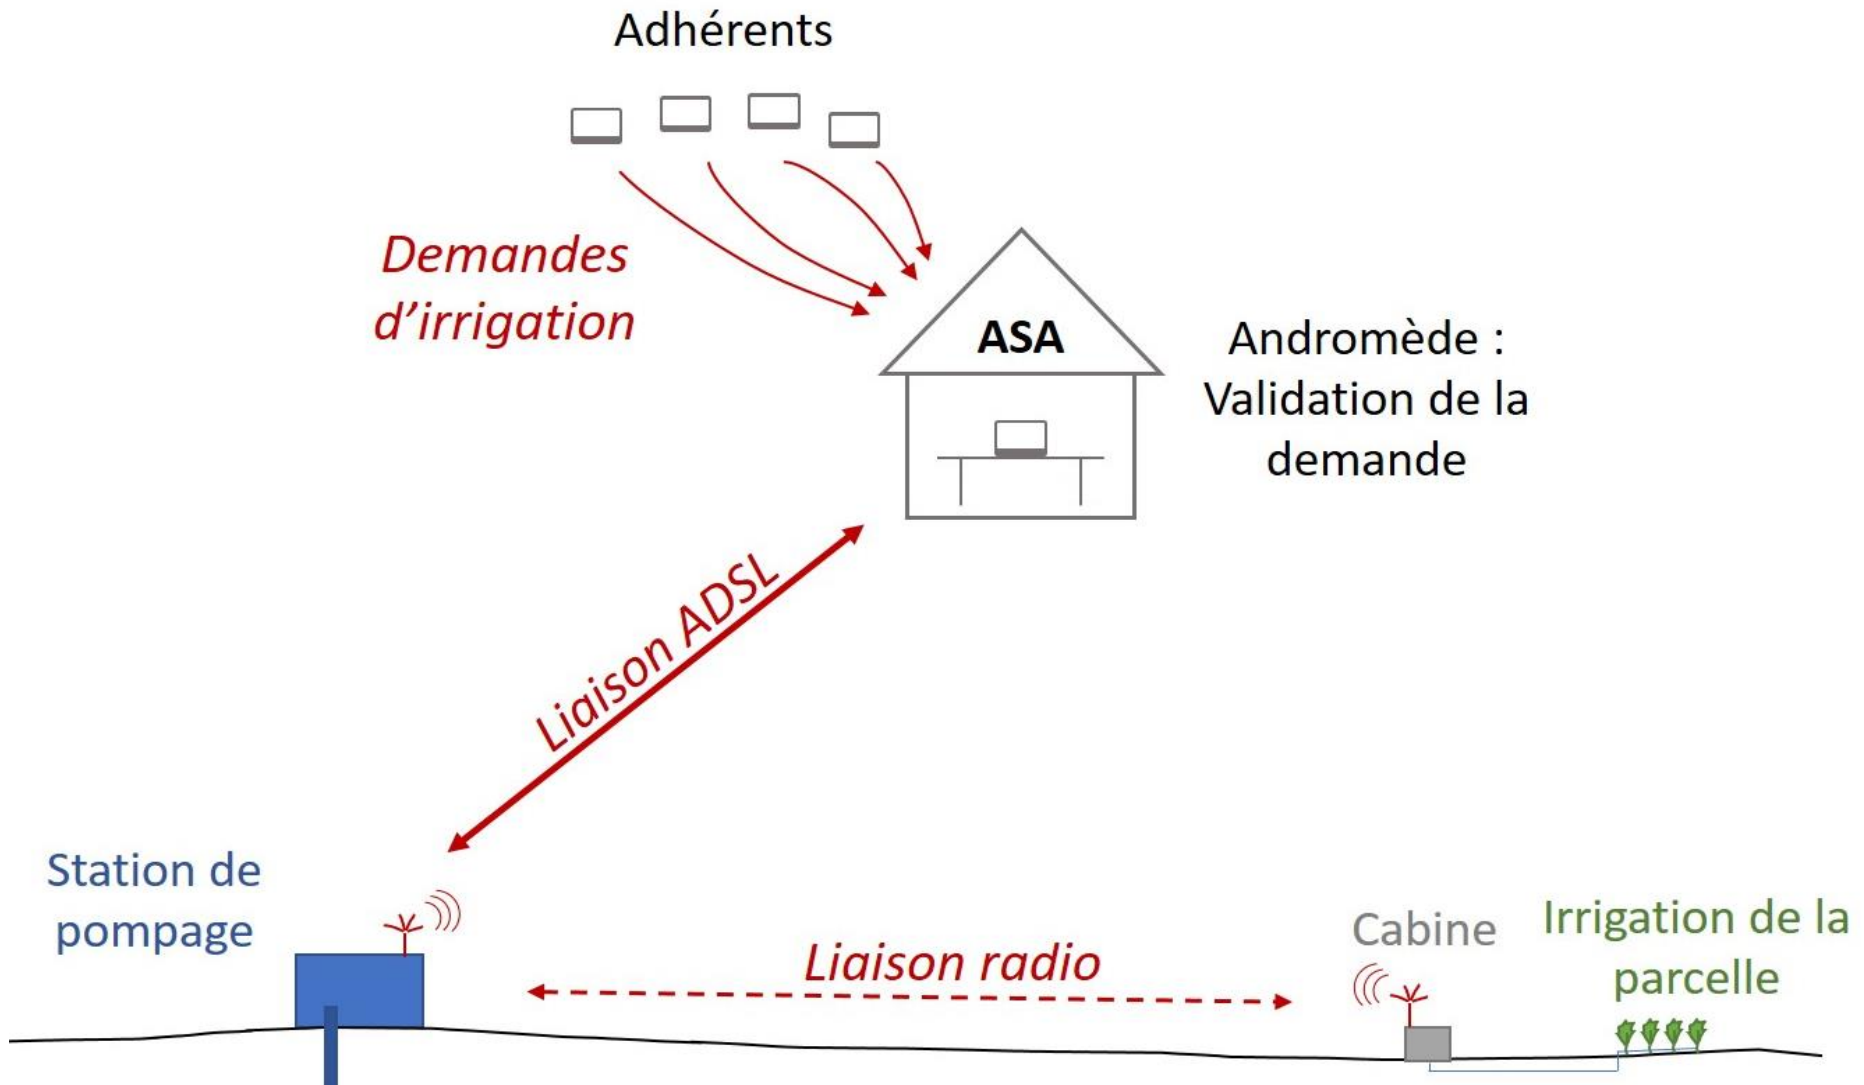 Adhérents
Demandes
d’irrigation
ASA
Andromède :
Validation de la
demande
Liaison ADSL
Station de
pompage
Liaison radio
Cabine
Irrigation de la
parcelle